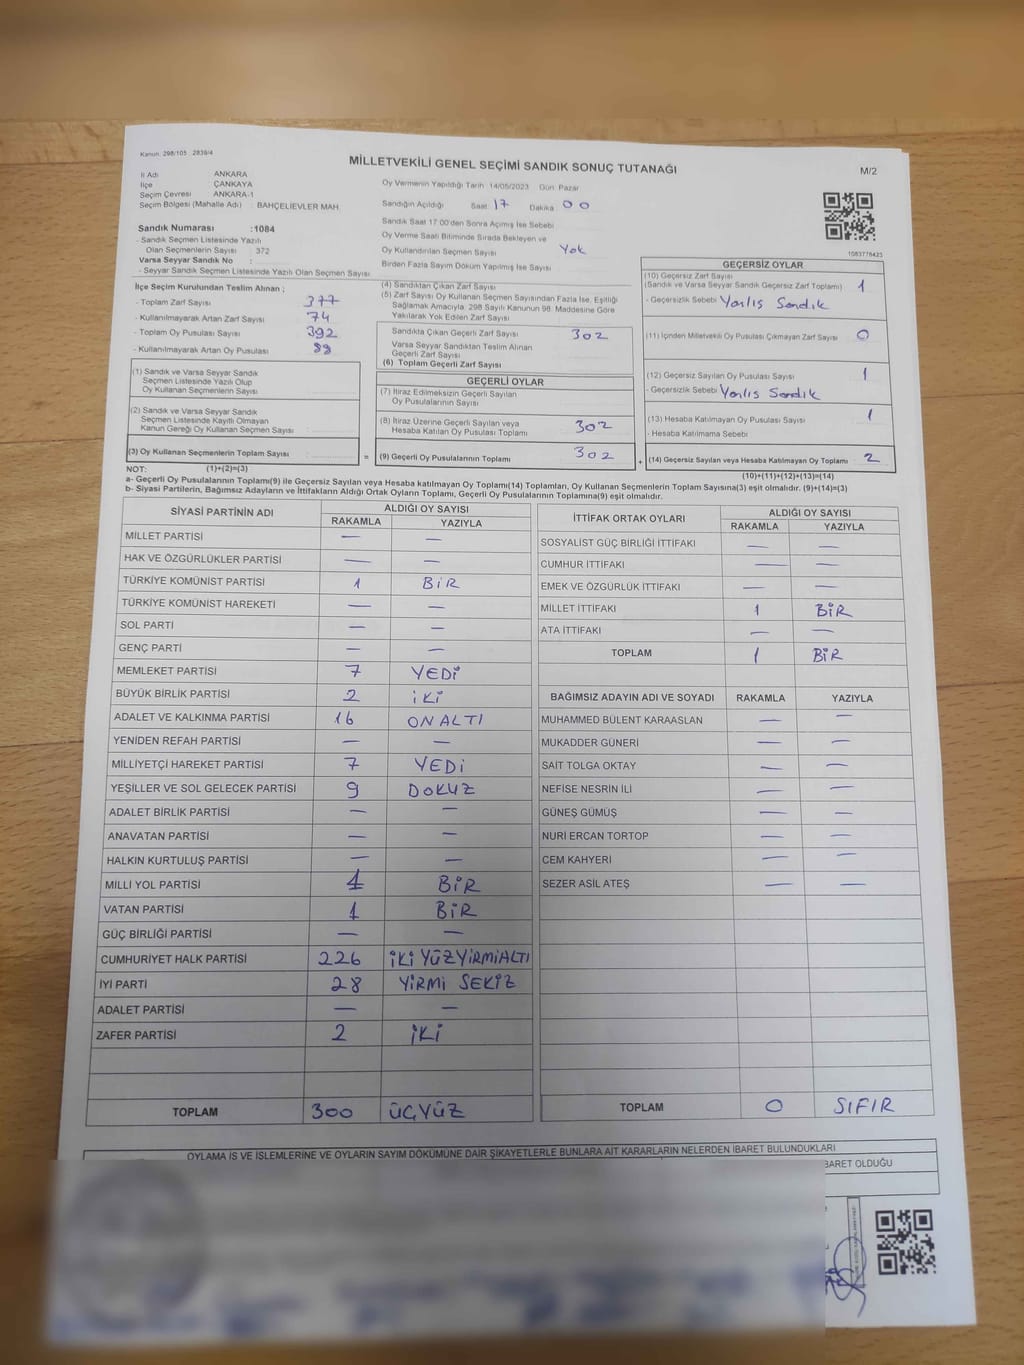 Kanun 298/105 2839/4
MİLLETVEKİLİ GENEL SEÇİMİ SANDIK SONUÇ TUTANAĞI
M/2
İl Adı ANKARA
İlçe ÇANKAYA
Seçim Çevresi ANKARA-1
Seçim Bölgesi (Mahalle Adı) : BAHÇELİEVLER MAH.
Oy Vermenin Yapıldığı Tarih 14/05/2023 Gün Pazar
Sandığın Açıldığı Saat 17 Dakika 00
Sandık Saat 17.00'den Sonra Açılmış İse Sebebi
Oy Verme Saati Bitiminde Sırada Bekleyen ve
Oy Kullandırılan Seçmen Sayısı Yok
Birden Fazla Sayım Döküm Yapılmış İse Sayısı
1083776423
Sandık Numarası :1084
- Sandık Seçmen Listesinde Yazılı
Olan Seçmenlerin Sayısı : 372
Varsa Seyyar Sandık No :
- Seyyar Sandık Seçmen Listesinde Yazılı Olan Seçmen Sayısı
İlçe Seçim Kurulundan Teslim Alınan ;
- Toplam Zarf Sayısı 377
- Kullanılmayarak Artan Zarf Sayısı 74
- Toplam Oy Pusulası Sayısı 392
- Kullanılmayarak Artan Oy Pusulası
(1) Sandık ve Varsa Seyyar Sandık
Seçmen Listesinde Yazılı Olup
Oy Kullanan Seçmenlerin Sayısı
(2) Sandık ve Varsa Seyyar Sandık
Seçmen Listesinde Kayıtlı Olmayan
Kanun Gereği Oy Kullanan Seçmen Sayısı :
(3) Oy Kullanan Seçmenlerin Toplam Sayısı :
(1)+(2)=(3)
(4) Sandıktan Çıkan Zarf Sayısı
(5) Zarf Sayısı Oy Kullanan Seçmen Sayısından Fazla İse, Eşitliği
Sağlamak Amacıyla 298 Sayılı Kanunun 98. Maddesine Göre
Yakılarak Yok Edilen Zarf Sayısı
Sandıkta Çıkan Geçerli Zarf Sayısı 302
Varsa Seyyar Sandıktan Teslim Alınan
Geçerli Zarf Sayısı
(6) Toplam Geçerli Zarf Sayısı
GEÇERLİ OYLAR
(7) İtiraz Edilmeksizin Geçerli Sayılan
Oy Pusulalarının Sayısı
(8) İtiraz Üzerine Geçerli Sayılan veya
Hesaba Katılan Oy Pusulası Toplamı 302
= (9) Geçerli Oy Pusulalarının Toplamı 302
GEÇERSİZ OYLAR
(10) Geçersiz Zarf Sayısı
(Sandık ve Varsa Seyyar Sandık Geçersiz Zarf Toplamı) 1
- Geçersizlik Sebebi Yanlış Sandık
(11) İçinden Milletvekili Oy Pusulası Çıkmayan Zarf Sayısı 0
(12) Geçersiz Sayılan Oy Pusulası Sayısı 1
- Geçersizlik Sebebi Yanlış Sandık
(13) Hesaba Katılmayan Oy Pusulası Sayısı 1
- Hesaba Katılmama Sebebi
+ (14) Geçersiz Sayılan veya Hesaba Katılmayan Oy Toplamı 2
(10)+(11)+(12)+(13)=(14)
NOT:
a- Geçerli Oy Pusulalarının Toplamı(9) ile Geçersiz Sayılan veya Hesaba Katılmayan Oy Toplamı(14) Toplamları, Oy Kullanan Seçmenlerin Toplam Sayısına(3) eşit olmalıdır. (9)+(14)=(3)
b- Siyasi Partilerin, Bağımsız Adayların ve İttifakların Aldığı Ortak Oyların Toplamı, Geçerli Oy Pusulalarının Toplamına(9) eşit olmalıdır.
SİYASİ PARTİNİN ADI ALDIĞI OY SAYISI
RAKAMLA YAZIYLA
MİLLET PARTİSİ — —
HAK VE ÖZGÜRLÜKLER PARTİSİ — —
TÜRKİYE KOMÜNİST PARTİSİ 1 BİR
TÜRKİYE KOMÜNİST HAREKETİ — —
SOL PARTİ — —
GENÇ PARTİ — —
MEMLEKET PARTİSİ 7 YEDİ
BÜYÜK BİRLİK PARTİSİ 2 İKİ
ADALET VE KALKINMA PARTİSİ 16 ONALTI
YENİDEN REFAH PARTİSİ — —
MİLLİYETÇİ HAREKET PARTİSİ 7 YEDİ
YEŞİLLER VE SOL GELECEK PARTİSİ 9 DOKUZ
ADALET BİRLİK PARTİSİ — —
ANAVATAN PARTİSİ — —
HALKIN KURTULUŞ PARTİSİ — —
MİLLİ YOL PARTİSİ 1 BİR
VATAN PARTİSİ 1 BİR
GÜÇ BİRLİĞİ PARTİSİ — —
CUMHURİYET HALK PARTİSİ 226 İKİ YÜZ YİRMİALTI
İYİ PARTİ 28 YİRMİ SEKİZ
ADALET PARTİSİ — —
ZAFER PARTİSİ 2 İKİ
TOPLAM 300 ÜÇYÜZ
İTTİFAK ORTAK OYLARI ALDIĞI OY SAYISI
RAKAMLA YAZIYLA
SOSYALİST GÜÇ BİRLİĞİ İTTİFAKI — —
CUMHUR İTTİFAKI — —
EMEK VE ÖZGÜRLÜK İTTİFAKI — —
MİLLET İTTİFAKI 1 BİR
ATA İTTİFAKI — —
TOPLAM 1 BİR
BAĞIMSIZ ADAYIN ADI VE SOYADI RAKAMLA YAZIYLA
MUHAMMED BÜLENT KARAASLAN — —
MUKADDER GÜNERİ — —
SAİT TOLGA OKTAY — —
NEFİSE NESRİN İLİ — —
GÜNEŞ GÜMÜŞ — —
NURİ ERCAN TORTOP — —
CEM KAHYERİ — —
SEZER ASİL ATEŞ — —
TOPLAM 0 SIFIR
OYLAMA İŞ VE İŞLEMLERİNE VE OYLARIN SAYIM DÖKÜMÜNE DAİR ŞİKAYETLERLE BUNLARA AİT KARARLARIN NELERDEN İBARET BULUNDUKLARI
BARET OLDUĞU